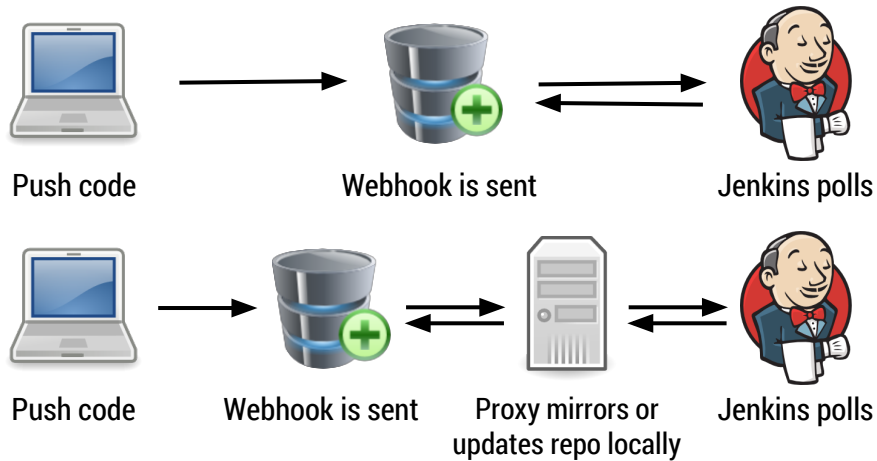 Push code
Webhook is sent
Jenkins polls
Push code
Webhook is sent
Proxy mirrors or
updates repo locally
Jenkins polls